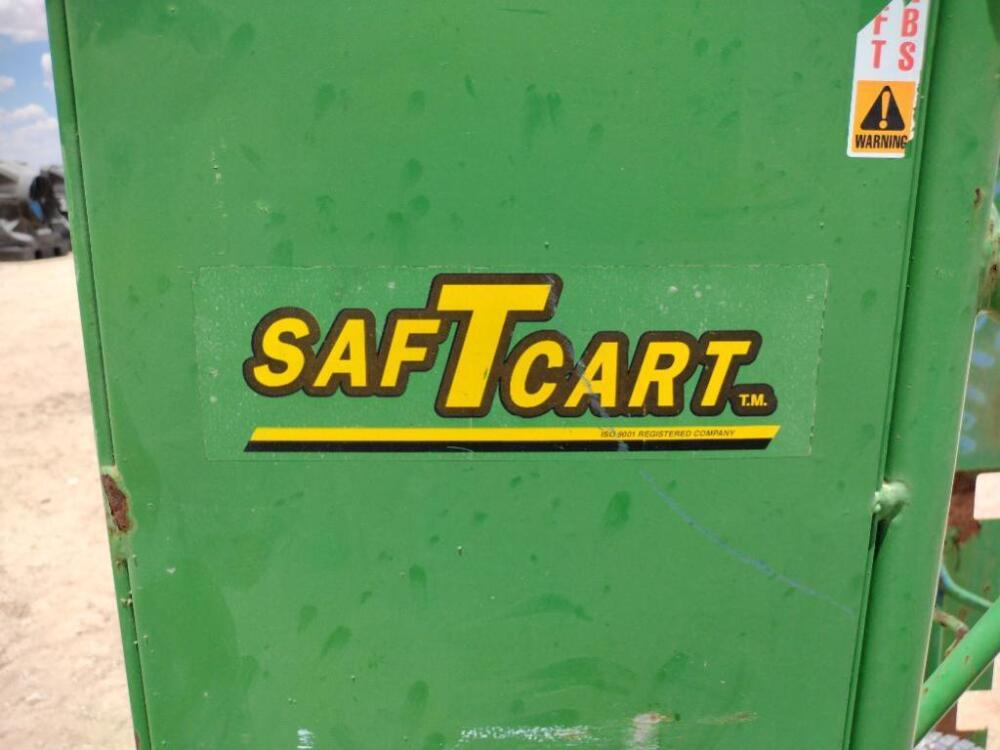 F B
T S
WARNING
SAFTCART T.M.
ISO 9001 REGISTERED COMPANY